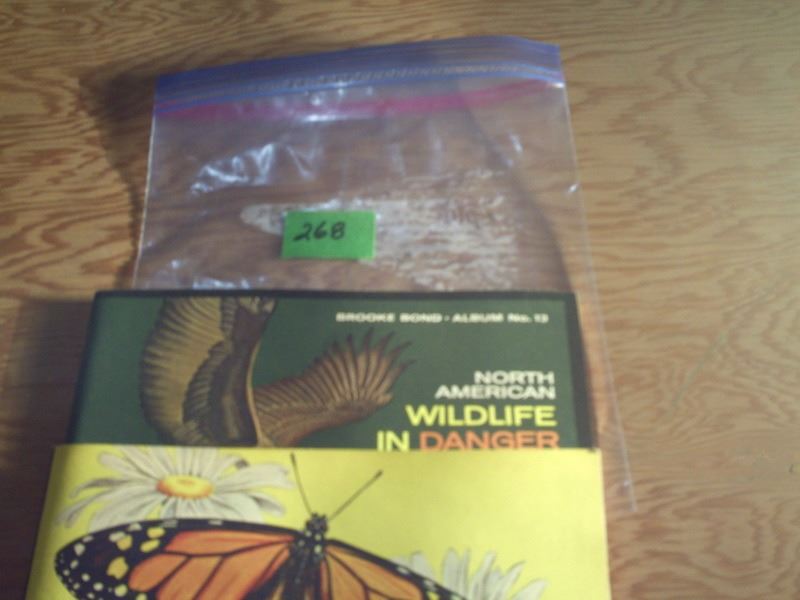 268
BROOKE BOND · ALBUM No. 13
NORTH
AMERICAN
WILDLIFE
IN DANGER